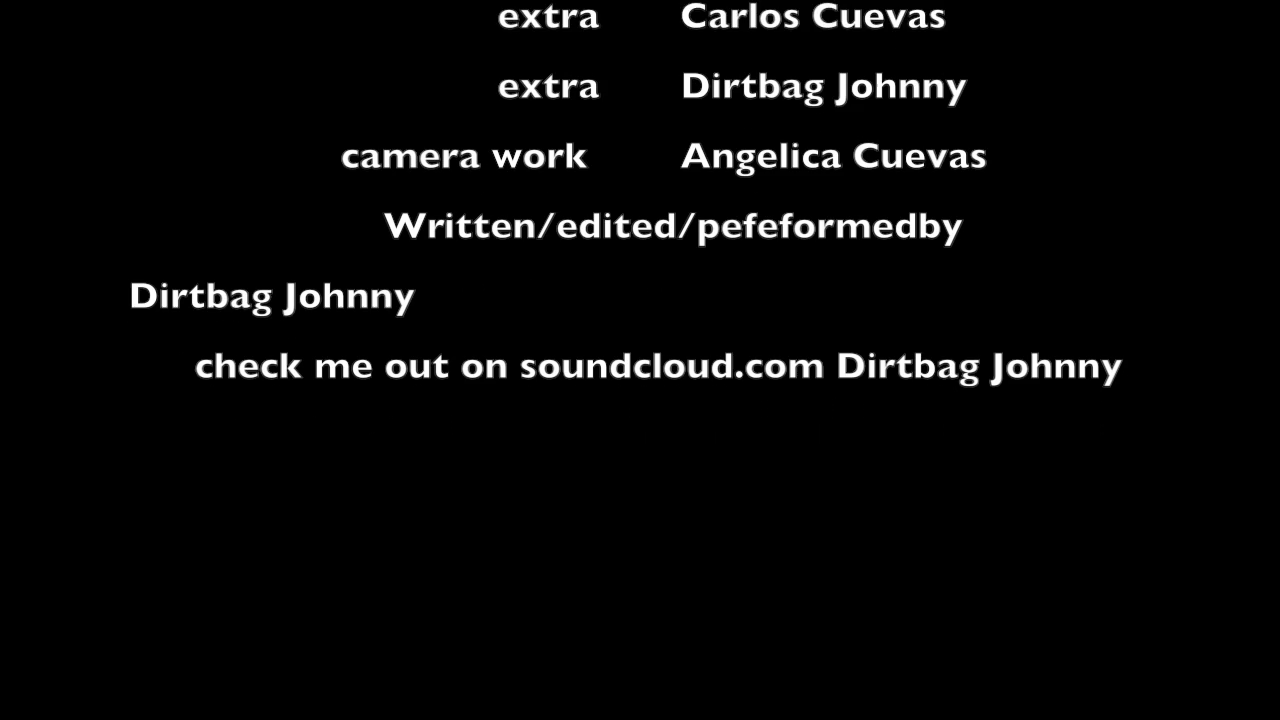 extra Carlos Cuevas
extra Dirtbag Johnny
camera work Angelica Cuevas
Written/edited/pefeformedby
Dirtbag Johnny
check me out on soundcloud.com Dirtbag Johnny